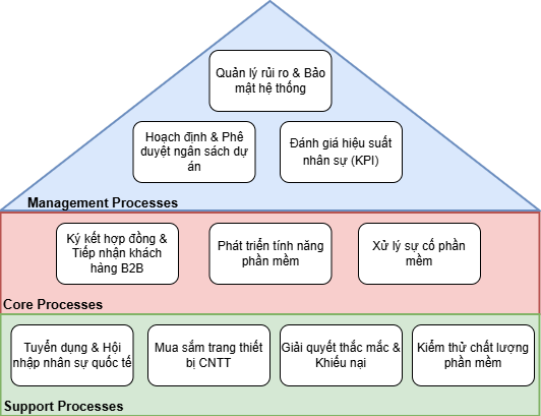 Quản lý rủi ro & Bảo
mật hệ thống
Hoạch định & Phê
duyệt ngân sách dự
án
Đánh giá hiệu suất
nhân sự (KPI)
Management Processes
Ký kết hợp đồng &
Tiếp nhận khách
hàng B2B
Phát triển tính năng
phần mềm
Xử lý sự cố phần
mềm
Core Processes
Tuyển dụng & Hội
nhập nhân sự quốc tế
Mua sắm trang thiết
bị CNTT
Giải quyết thắc mắc &
Khiếu nại
Kiểm thử chất lượng
phần mềm
Support Processes